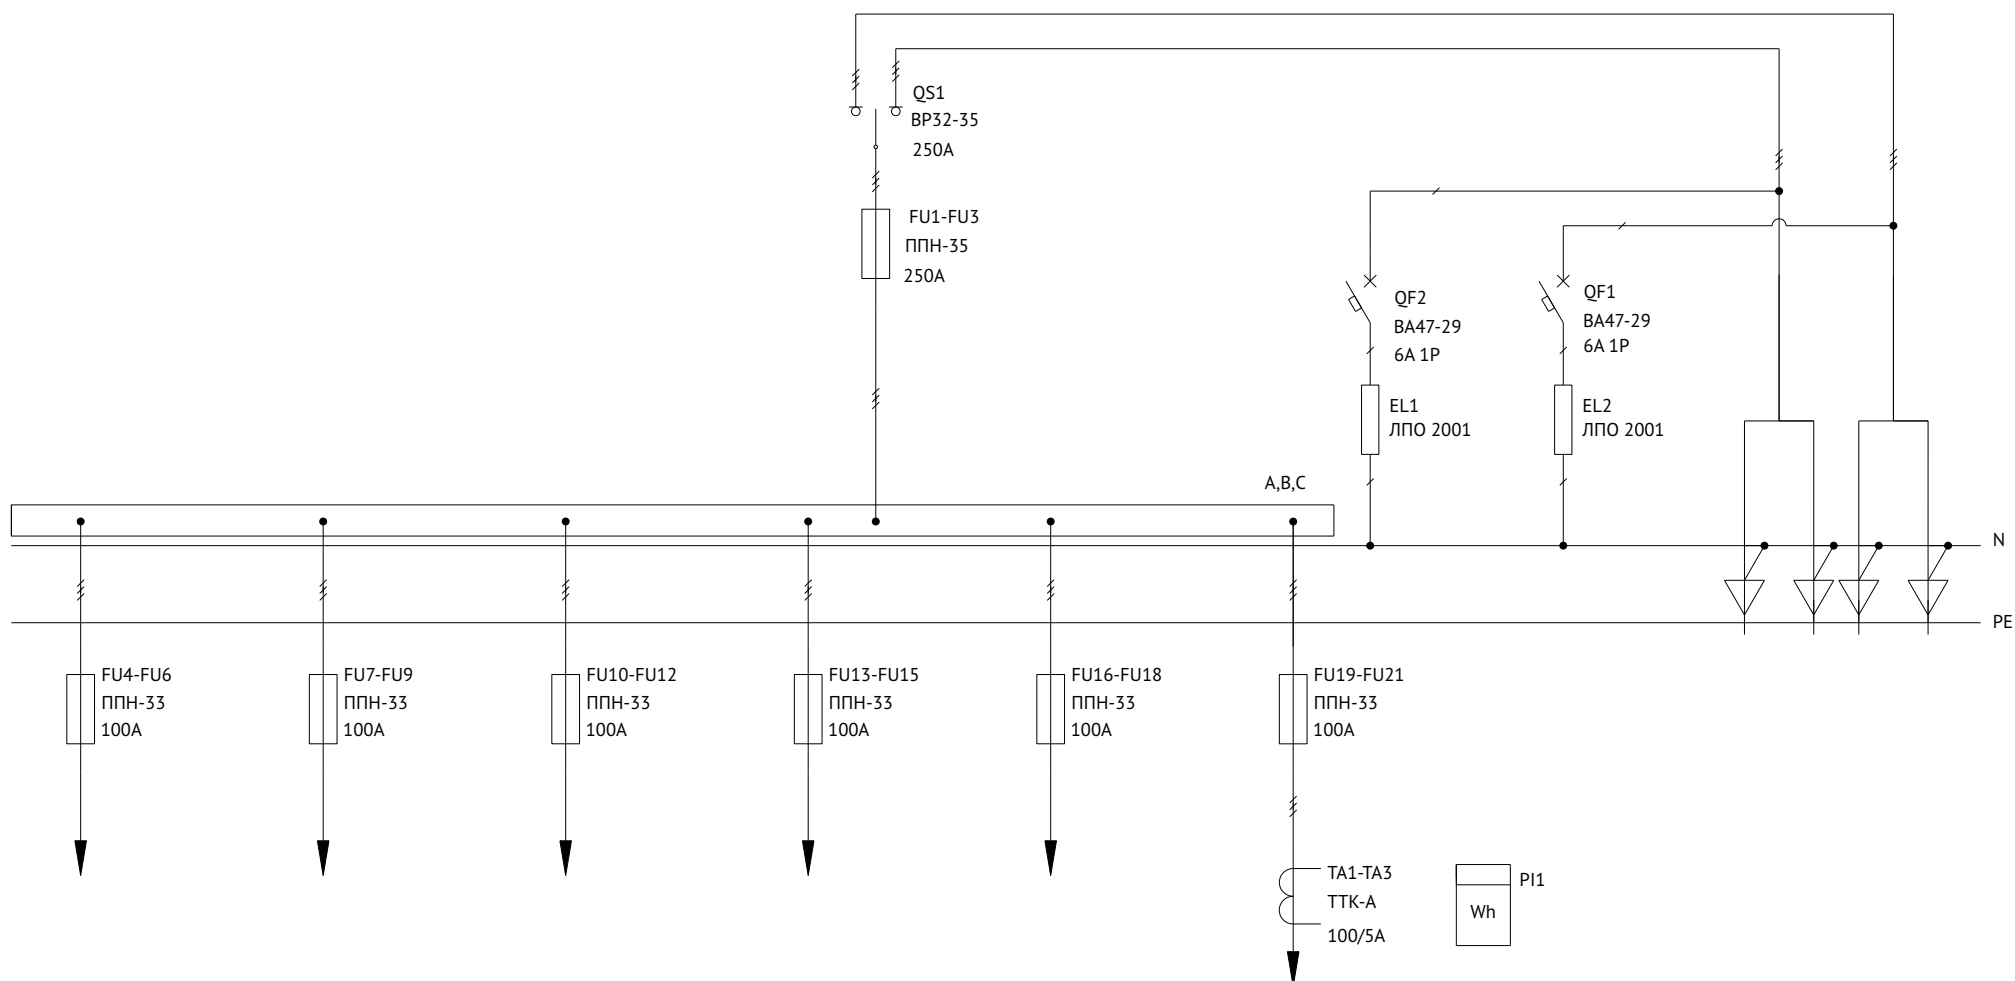 QS1
ВР32-35
250А
FU1-FU3
ППН-35
250А
QF2
ВА47-29
6А 1Р
QF1
ВА47-29
6А 1Р
EL1
ЛПО 2001
EL2
ЛПО 2001
A,B,C
N
PE
FU4-FU6
ППН-33
100А
FU7-FU9
ППН-33
100А
FU10-FU12
ППН-33
100А
FU13-FU15
ППН-33
100А
FU16-FU18
ППН-33
100А
FU19-FU21
ППН-33
100А
TA1-TA3
ТТК-А
100/5А
PI1
Wh